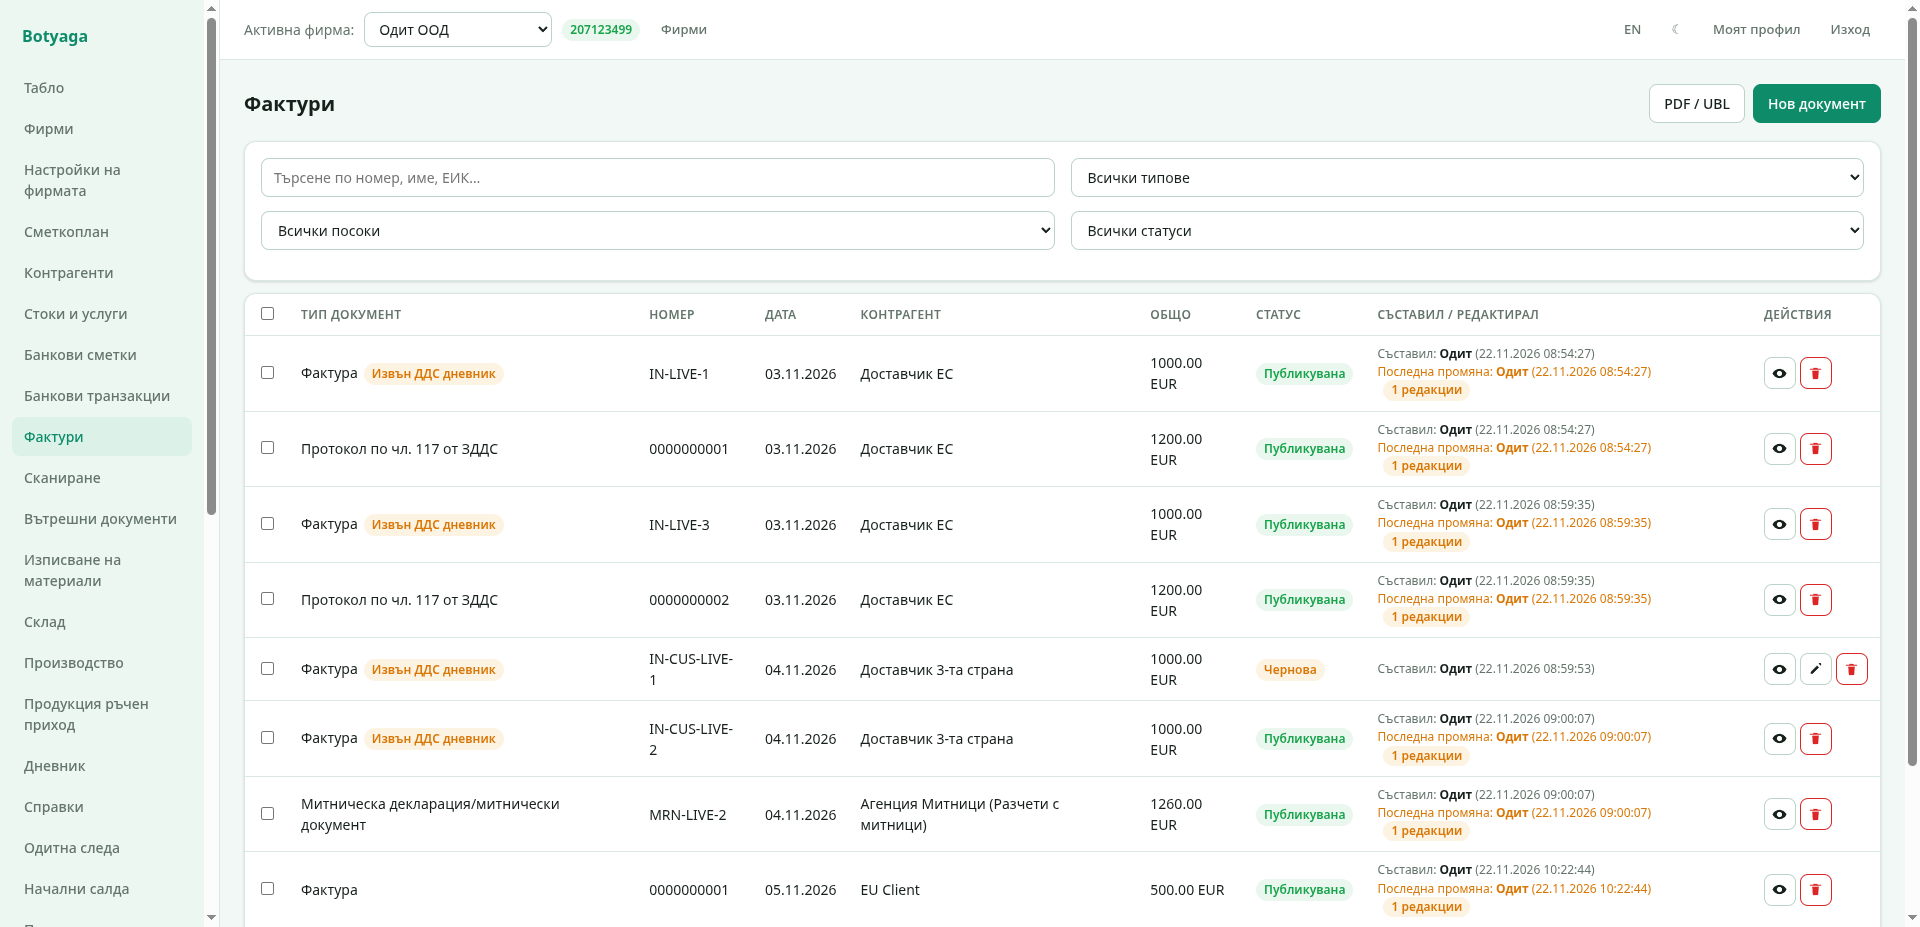 Botyaga
Табло
Фирми
Настройки на
фирмата
Сметкоплан
Контрагенти
Стоки и услуги
Банкови сметки
Банкови транзакции
Фактури
Сканиране
Вътрешни документи
Изписване на
материали
Склад
Производство
Продукция ръчен
приход
Дневник
Справки
Одитна следа
Начални салда
Активна фирма: Одит ООД 207123499 Фирми EN Моят профил Изход
Фактури PDF / UBL Нов документ
Търсене по номер, име, ЕИК... Всички типове
Всички посоки Всички статуси
ТИП ДОКУМЕНТ НОМЕР ДАТА КОНТРАГЕНТ ОБЩО СТАТУС СЪСТАВИЛ / РЕДАКТИРАЛ ДЕЙСТВИЯ
Фактура Извън ДДС дневник IN-LIVE-1 03.11.2026 Доставчик ЕС 1000.00 EUR Публикувана
Съставил: Одит (22.11.2026 08:54:27)
Последна промяна: Одит (22.11.2026 08:54:27)
1 редакции
Протокол по чл. 117 от ЗДДС 0000000001 03.11.2026 Доставчик ЕС 1200.00 EUR Публикувана
Съставил: Одит (22.11.2026 08:54:27)
Последна промяна: Одит (22.11.2026 08:54:27)
1 редакции
Фактура Извън ДДС дневник IN-LIVE-3 03.11.2026 Доставчик ЕС 1000.00 EUR Публикувана
Съставил: Одит (22.11.2026 08:59:35)
Последна промяна: Одит (22.11.2026 08:59:35)
1 редакции
Протокол по чл. 117 от ЗДДС 0000000002 03.11.2026 Доставчик ЕС 1200.00 EUR Публикувана
Съставил: Одит (22.11.2026 08:59:35)
Последна промяна: Одит (22.11.2026 08:59:35)
1 редакции
Фактура Извън ДДС дневник IN-CUS-LIVE-1 04.11.2026 Доставчик 3-та страна 1000.00 EUR Чернова
Съставил: Одит (22.11.2026 08:59:53)
Фактура Извън ДДС дневник IN-CUS-LIVE-2 04.11.2026 Доставчик 3-та страна 1000.00 EUR Публикувана
Съставил: Одит (22.11.2026 09:00:07)
Последна промяна: Одит (22.11.2026 09:00:07)
1 редакции
Митническа декларация/митнически
документ MRN-LIVE-2 04.11.2026 Агенция Митници (Разчети с
митници) 1260.00 EUR Публикувана
Съставил: Одит (22.11.2026 09:00:07)
Последна промяна: Одит (22.11.2026 09:00:07)
1 редакции
Фактура 0000000001 05.11.2026 EU Client 500.00 EUR Публикувана
Съставил: Одит (22.11.2026 10:22:44)
Последна промяна: Одит (22.11.2026 10:22:44)
1 редакции